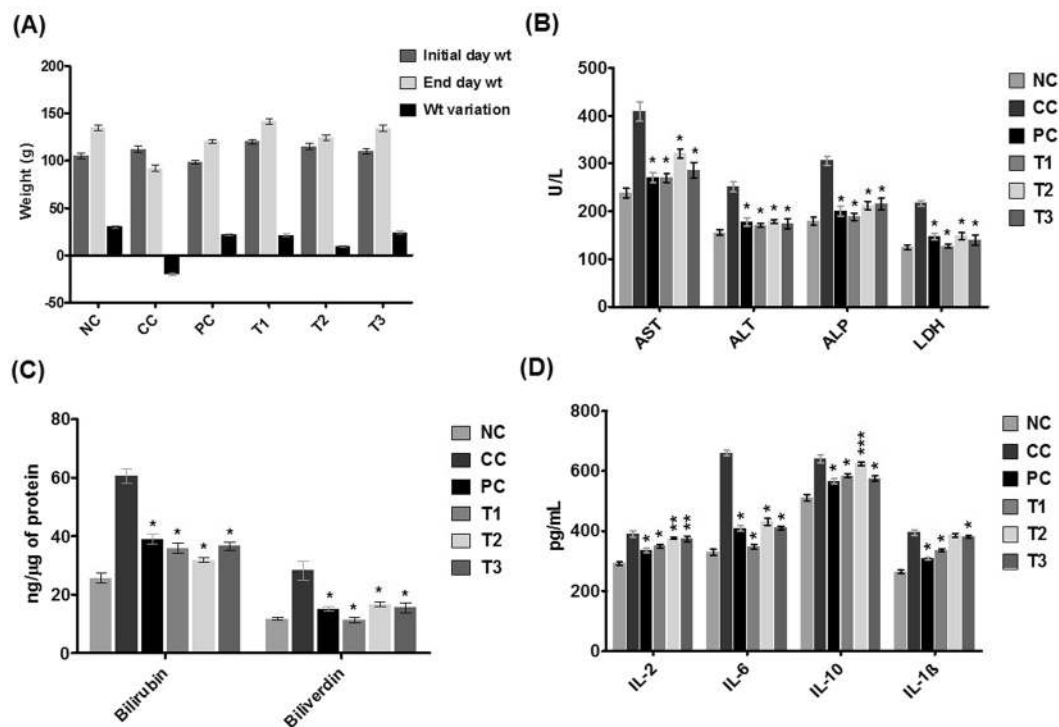 (A)
Initial day wt
End day wt
Wt variation
200
150
100
50
0
-50
Weight (g)
NC
CC
PC
T1
T2
T3
(B)
NC
CC
PC
T1
T2
T3
500
400
300
200
100
0
U/L
* * * *
* * * *
* * * *
* * * *
AST
ALT
ALP
LDH
(C)
NC
CC
PC
T1
T2
T3
80
60
40
20
0
ng/µg of protein
* * * *
* * * *
Bilirubin
Biliverdin
(D)
NC
CC
PC
T1
T2
T3
800
600
400
200
0
pg/mL
* * ** **
* * * *
* * *** *
* * *
IL-2
IL-6
IL-10
IL-1ß